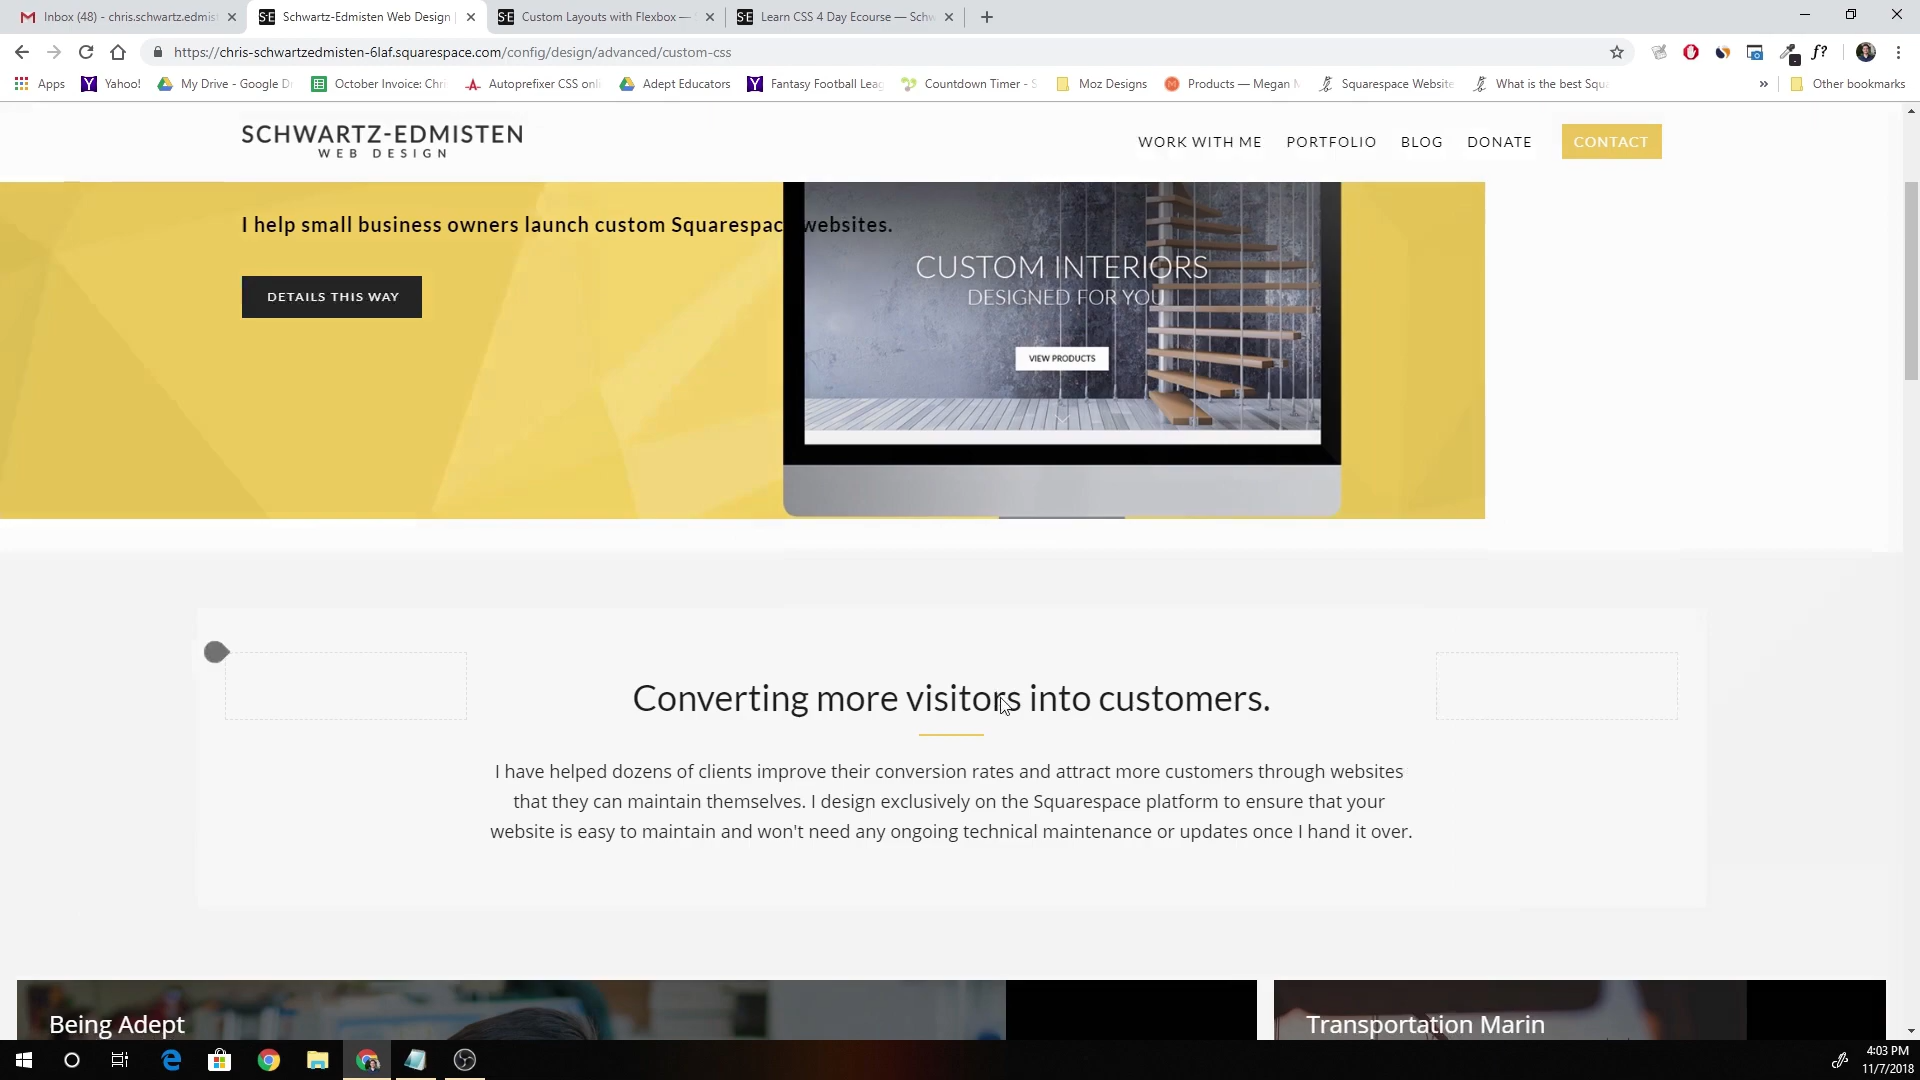 Inbox (48) - chris.schwartz.edmist
Schwartz-Edmisten Web Design |
Custom Layouts with Flexbox —
Learn CSS 4 Day Ecourse — Schw
https://chris-schwartzedmisten-6laf.squarespace.com/config/design/advanced/custom-css
f?
Apps
Yahoo!
My Drive - Google Dr
October Invoice: Chri
Autoprefixer CSS onli
Adept Educators
Fantasy Football Leag
Countdown Timer - S
Moz Designs
Products — Megan M
Squarespace Website
What is the best Squa
»
Other bookmarks
SCHWARTZ-EDMISTEN
WEB DESIGN
WORK WITH ME
PORTFOLIO
BLOG
DONATE
CONTACT
I help small business owners launch custom Squarespace websites.
DETAILS THIS WAY
CUSTOM INTERIORS
DESIGNED FOR YOU
VIEW PRODUCTS
Converting more visitors into customers.
I have helped dozens of clients improve their conversion rates and attract more customers through websites
that they can maintain themselves. I design exclusively on the Squarespace platform to ensure that your
website is easy to maintain and won't need any ongoing technical maintenance or updates once I hand it over.
Being Adept
Transportation Marin
4:03 PM
11/7/2018